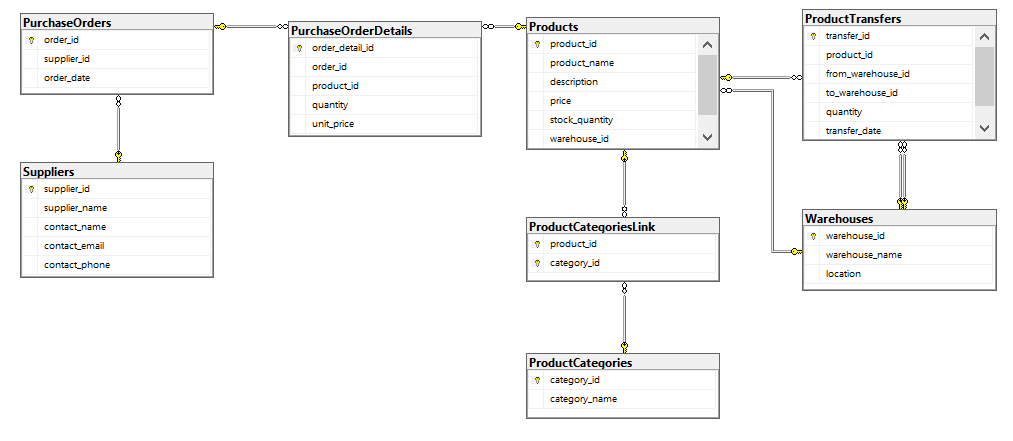 PurchaseOrders
order_id
supplier_id
order_date
PurchaseOrderDetails
order_detail_id
order_id
product_id
quantity
unit_price
Products
product_id
product_name
description
price
stock_quantity
warehouse_id
ProductTransfers
transfer_id
product_id
from_warehouse_id
to_warehouse_id
quantity
transfer_date
Suppliers
supplier_id
supplier_name
contact_name
contact_email
contact_phone
ProductCategoriesLink
product_id
category_id
Warehouses
warehouse_id
warehouse_name
location
ProductCategories
category_id
category_name